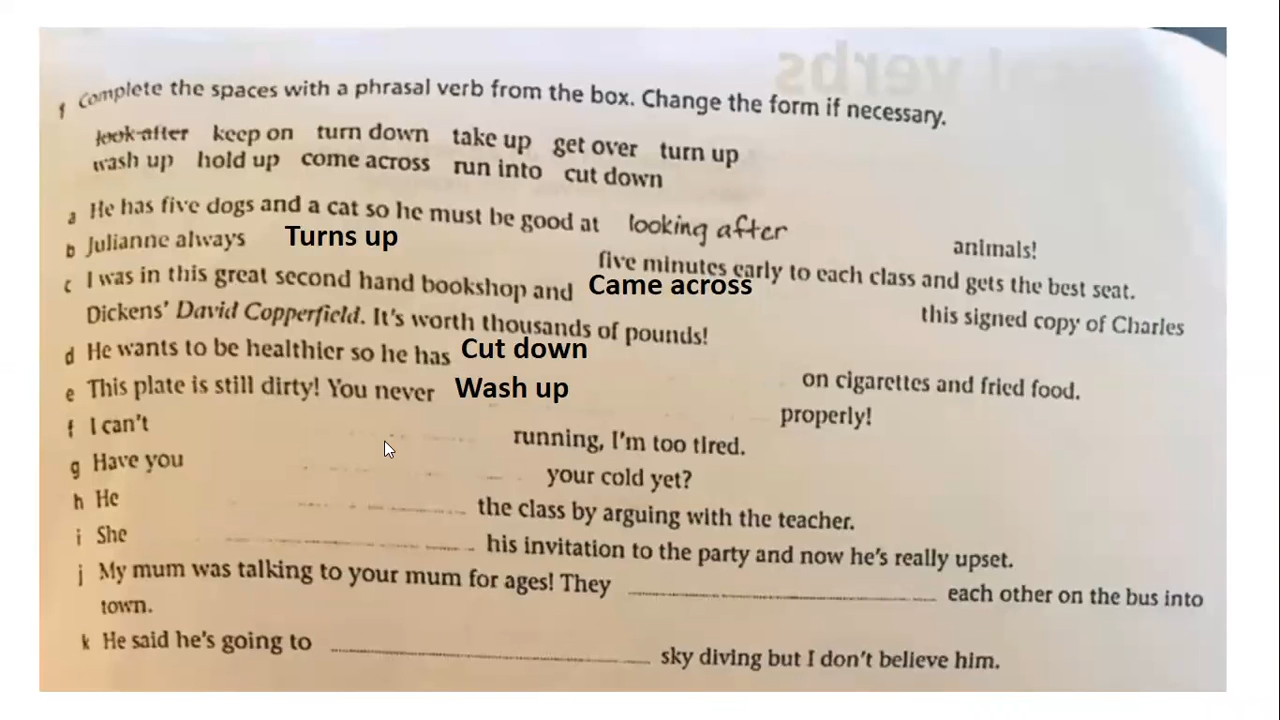 sdrev l
1 Complete the spaces with a phrasal verb from the box. Change the form if necessary.
look after keep on turn down take up get over turn up
wash up hold up come across run into cut down
a He has five dogs and a cat so he must be good at looking after animals!
b Julianne always Turns up five minutes early to each class and gets the best seat.
c I was in this great second hand bookshop and Came across this signed copy of Charles
Dickens' David Copperfield. It's worth thousands of pounds!
d He wants to be healthier so he has Cut down on cigarettes and fried food.
e This plate is still dirty! You never Wash up properly!
f I can't running, I'm too tired.
g Have you your cold yet?
h He the class by arguing with the teacher.
i She his invitation to the party and now he's really upset.
j My mum was talking to your mum for ages! They each other on the bus into
town.
k He said he's going to sky diving but I don't believe him.